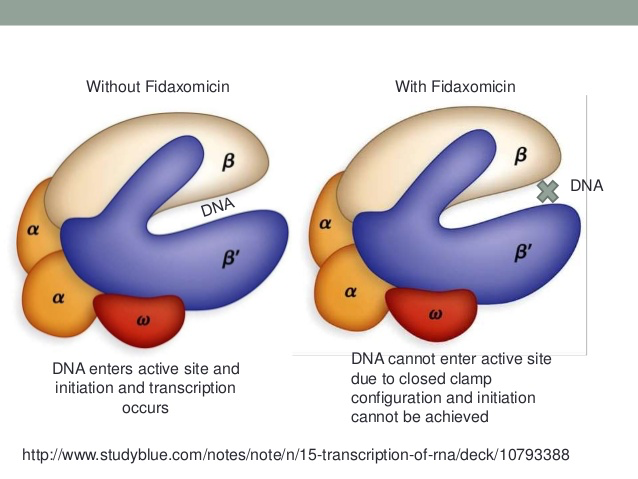 Without Fidaxomicin
With Fidaxomicin
β
DNA
β′
α
α
ω
β
DNA
β′
α
α
ω
DNA enters active site and
initiation and transcription
occurs
DNA cannot enter active site
due to closed clamp
configuration and initiation
cannot be achieved
http://www.studyblue.com/notes/note/n/15-transcription-of-rna/deck/10793388